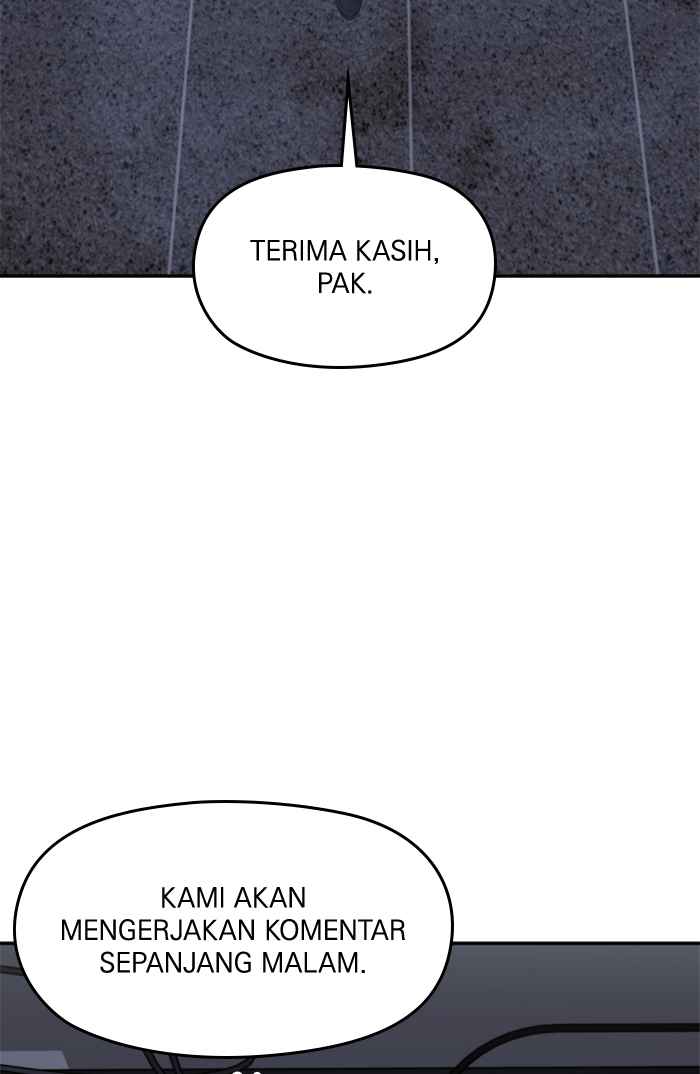 TERIMA KASIH,
PAK.
KAMI AKAN
MENGERJAKAN KOMENTAR
SEPANJANG MALAM.